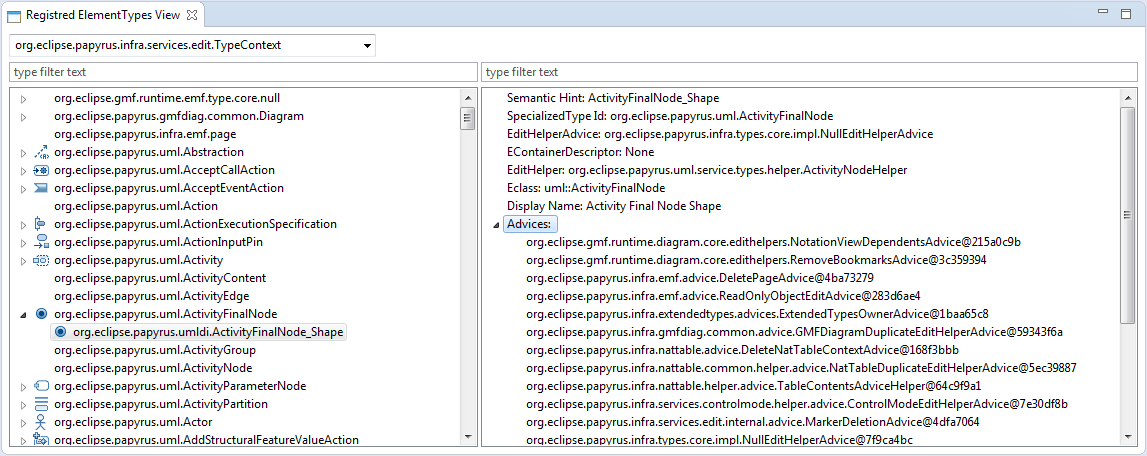 Registred ElementTypes View
org.eclipse.papyrus.infra.services.edit.TypeContext
type filter text
org.eclipse.gmf.runtime.emf.type.core.null
org.eclipse.papyrus.gmfdiag.common.Diagram
org.eclipse.papyrus.infra.emf.page
org.eclipse.papyrus.uml.Abstraction
org.eclipse.papyrus.uml.AcceptCallAction
org.eclipse.papyrus.uml.AcceptEventAction
org.eclipse.papyrus.uml.Action
org.eclipse.papyrus.uml.ActionExecutionSpecification
org.eclipse.papyrus.uml.ActionInputPin
org.eclipse.papyrus.uml.Activity
org.eclipse.papyrus.uml.ActivityContent
org.eclipse.papyrus.uml.ActivityEdge
org.eclipse.papyrus.uml.ActivityFinalNode
org.eclipse.papyrus.umldi.ActivityFinalNode_Shape
org.eclipse.papyrus.uml.ActivityGroup
org.eclipse.papyrus.uml.ActivityNode
org.eclipse.papyrus.uml.ActivityParameterNode
org.eclipse.papyrus.uml.ActivityPartition
org.eclipse.papyrus.uml.Actor
org.eclipse.papyrus.uml.AddStructuralFeatureValueAction
type filter text
Semantic Hint: ActivityFinalNode_Shape
SpecializedType Id: org.eclipse.papyrus.uml.ActivityFinalNode
EditHelperAdvice: org.eclipse.papyrus.infra.types.core.impl.NullEditHelperAdvice
EContainerDescriptor: None
EditHelper: org.eclipse.papyrus.uml.service.types.helper.ActivityNodeHelper
Eclass: uml::ActivityFinalNode
Display Name: Activity Final Node Shape
Advices:
org.eclipse.gmf.runtime.diagram.core.edithelpers.NotationViewDependentsAdvice@215a0c9b
org.eclipse.gmf.runtime.diagram.core.edithelpers.RemoveBookmarksAdvice@3c359394
org.eclipse.papyrus.infra.emf.advice.DeletePageAdvice@4ba73279
org.eclipse.papyrus.infra.emf.advice.ReadOnlyObjectEditAdvice@283d6ae4
org.eclipse.papyrus.infra.extendedtypes.advices.ExtendedTypesOwnerAdvice@1baa65c8
org.eclipse.papyrus.infra.gmfdiag.common.advice.GMFDiagramDuplicateEditHelperAdvice@59343f6a
org.eclipse.papyrus.infra.nattable.advice.DeleteNatTableContextAdvice@168f3bbb
org.eclipse.papyrus.infra.nattable.common.helper.advice.NatTableDuplicateEditHelperAdvice@5ec39887
org.eclipse.papyrus.infra.nattable.helper.advice.TableContentsAdviceHelper@64c9f9a1
org.eclipse.papyrus.infra.services.controlmode.helper.advice.ControlModeEditHelperAdvice@7e30df8b
org.eclipse.papyrus.infra.services.edit.internal.advice.MarkerDeletionAdvice@4dfa7064
org.eclipse.papyrus.infra.types.core.impl.NullEditHelperAdvice@7f9ca4bc